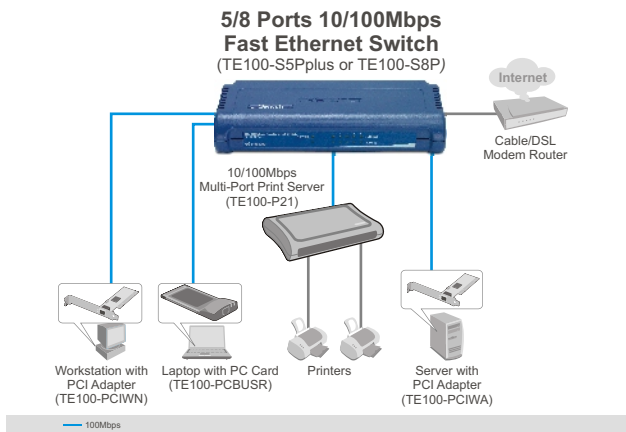 5/8 Ports 10/100Mbps
Fast Ethernet Switch
(TE100-S5Pplus or TE100-S8P)
Internet
Cable/DSL
Modem Router
10/100Mbps
Multi-Port Print Server
(TE100-P21)
Workstation with
PCI Adapter
(TE100-PCIWN)
Laptop with PC Card
(TE100-PCBUSR)
Printers
Server with
PCI Adapter
(TE100-PCIWA)
100Mbps